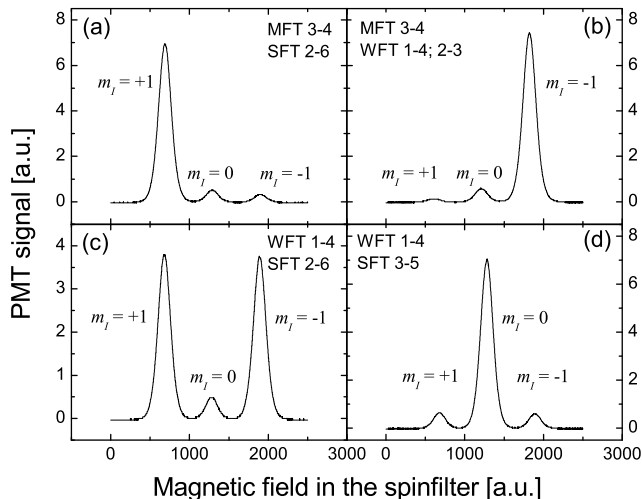 (a)
MFT 3-4
SFT 2-6
m_I = +1
m_I = 0
m_I = -1
(b)
MFT 3-4
WFT 1-4; 2-3
m_I = -1
m_I = +1
m_I = 0
(c)
WFT 1-4
SFT 2-6
m_I = +1
m_I = -1
m_I = 0
(d)
WFT 1-4
SFT 3-5
m_I = 0
m_I = +1
m_I = -1
8
6
4
2
0
8
6
4
2
0
4
3
2
1
0
8
6
4
2
0
0 1000 2000 3000 0 1000 2000 3000
PMT signal [a.u.]
Magnetic field in the spinfilter [a.u.]